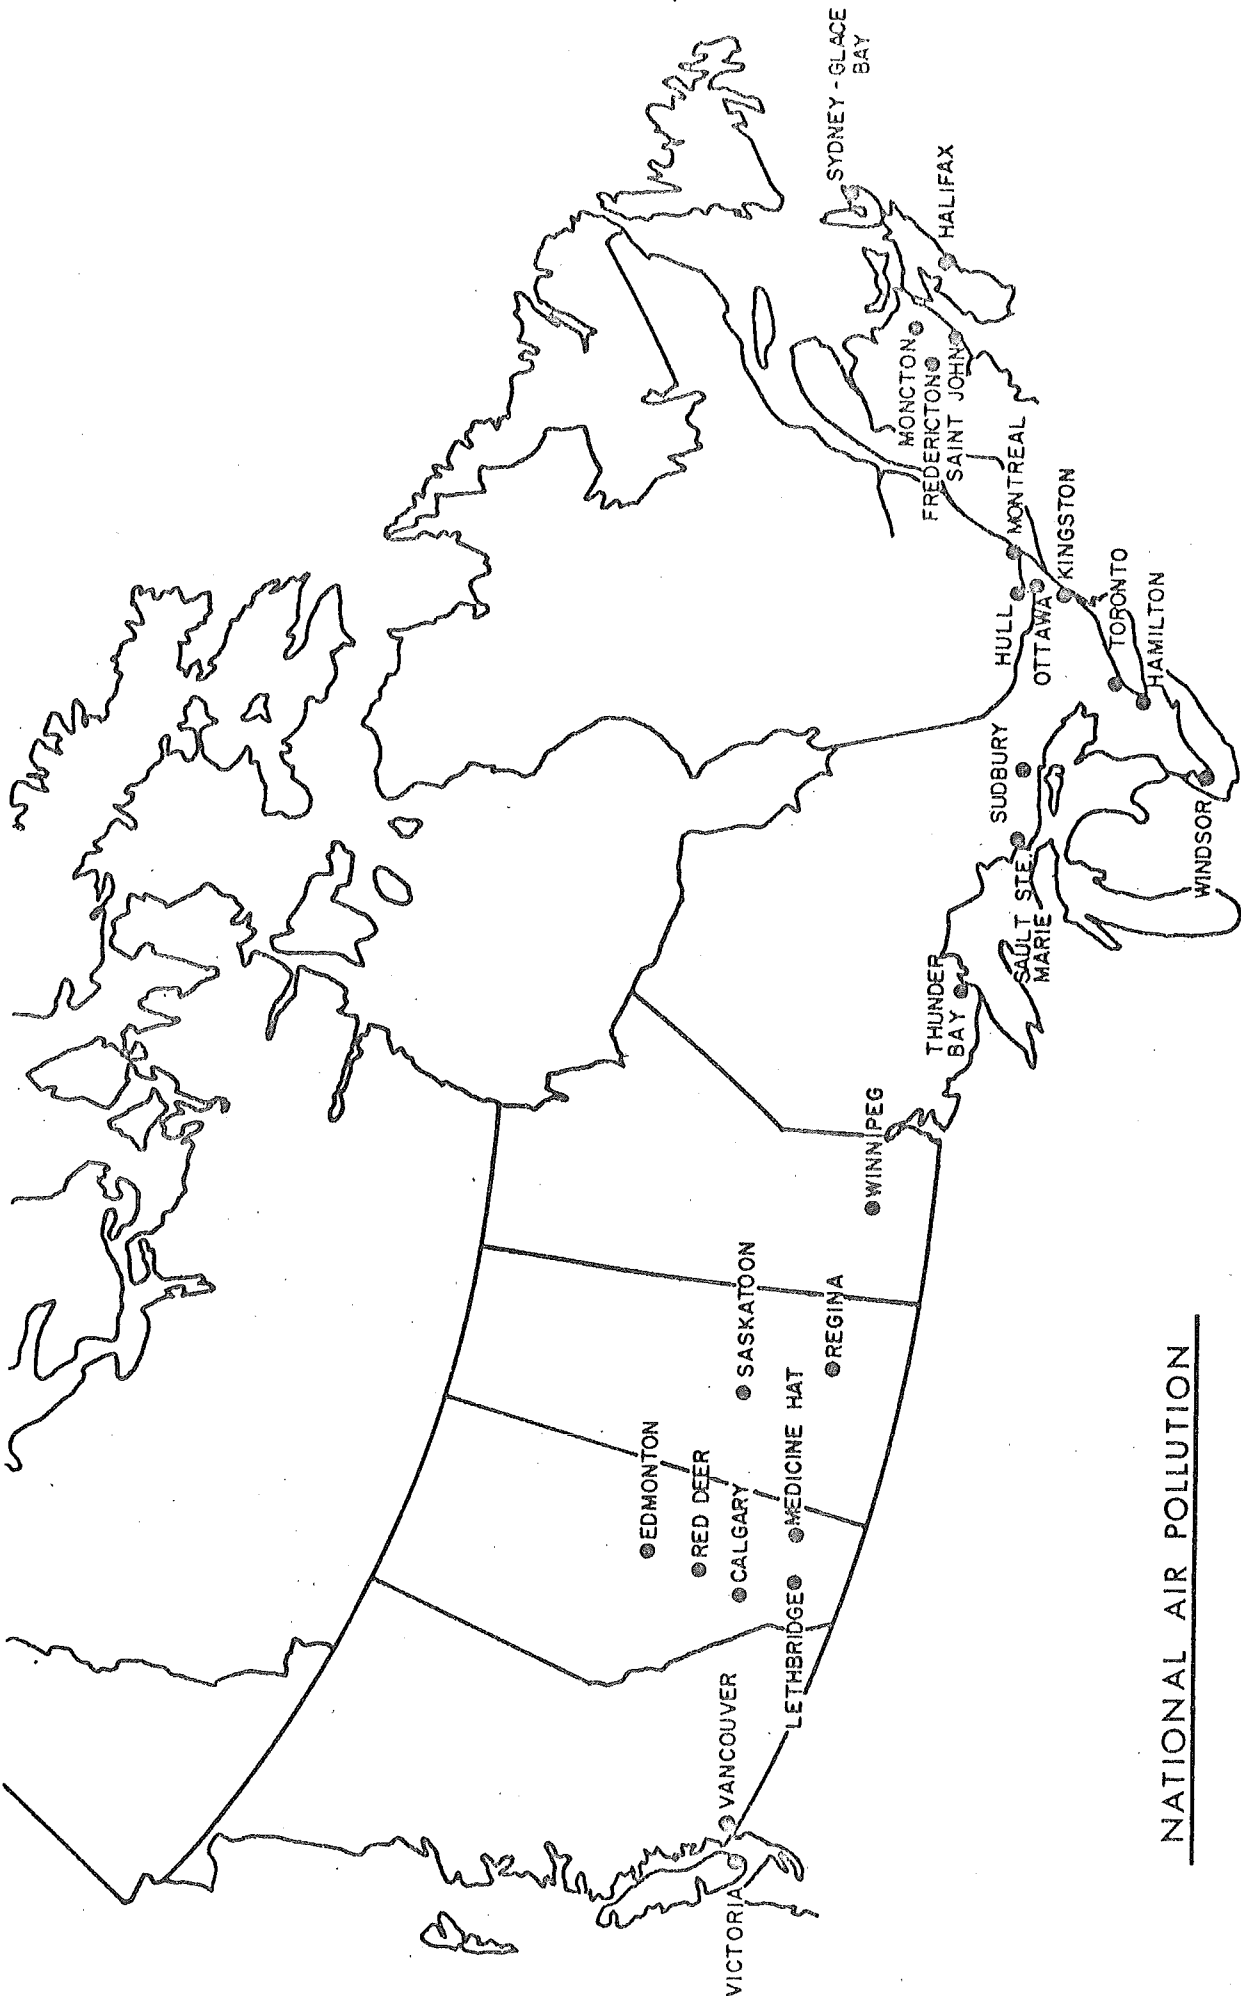 VICTORIA
VANCOUVER
LETHBRIDGE
CALGARY
RED DEER
EDMONTON
MEDICINE HAT
SASKATOON
REGINA
WINNIPEG
THUNDER
BAY
SAULT STE.
MARIE
SUDBURY
WINDSOR
HAMILTON
TORONTO
KINGSTON
OTTAWA
HULL
MONTREAL
MONCTON
FREDERICTON
SAINT JOHN
HALIFAX
SYDNEY - GLACE
BAY
NATIONAL AIR POLLUTION